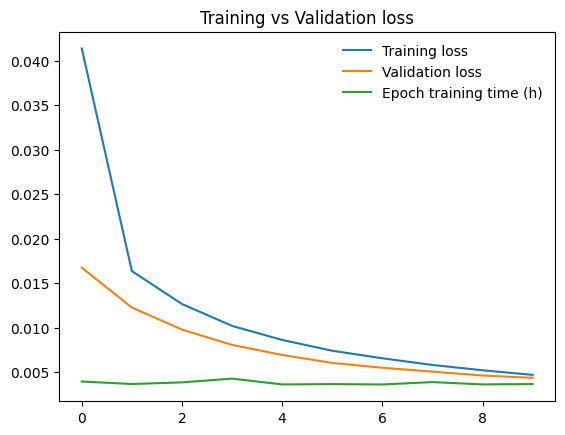 Training vs Validation loss
Training loss
Validation loss
Epoch training time (h)
0.040
0.035
0.030
0.025
0.020
0.015
0.010
0.005
0 2 4 6 8